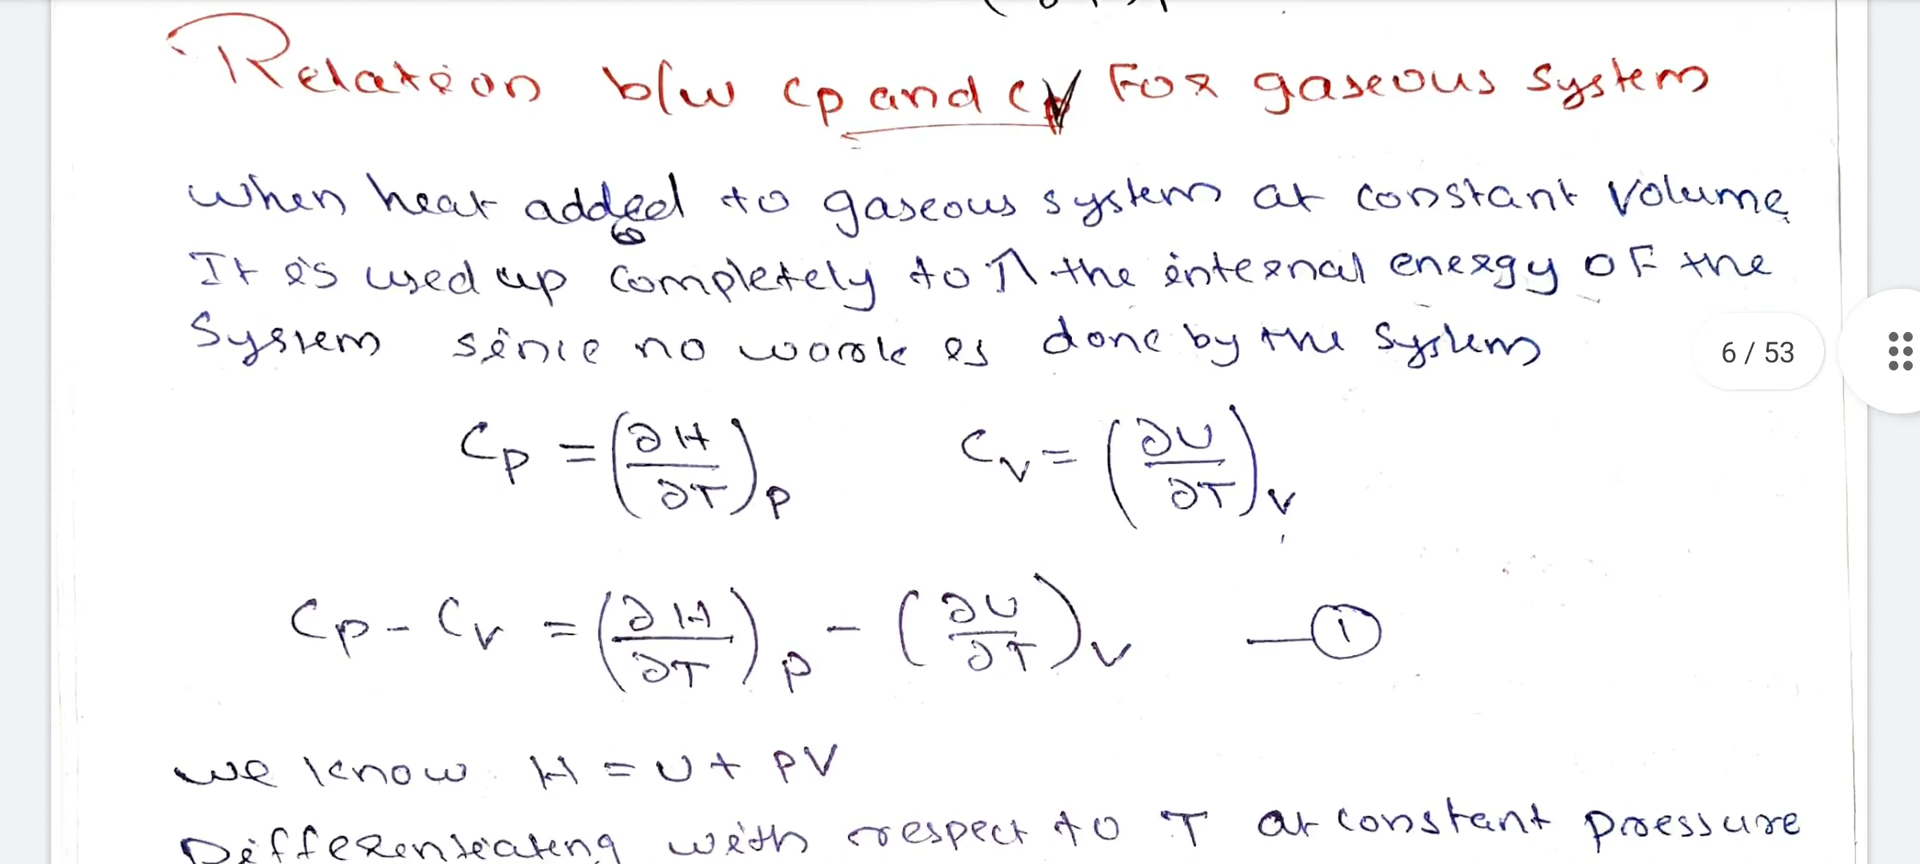 Relation b/w Cp and CV For gaseous system
when heat added to gaseous system at constant volume
It is used up completely to ↑ the internal energy of the
System sinie no work is done by the system
Cp = (∂H/∂T)p    Cv = (∂U/∂T)v
Cp - Cv = (∂H/∂T)p - (∂U/∂T)v —①
6 / 53
we know H = U + PV
Differentiating with respect to T at constant pressure